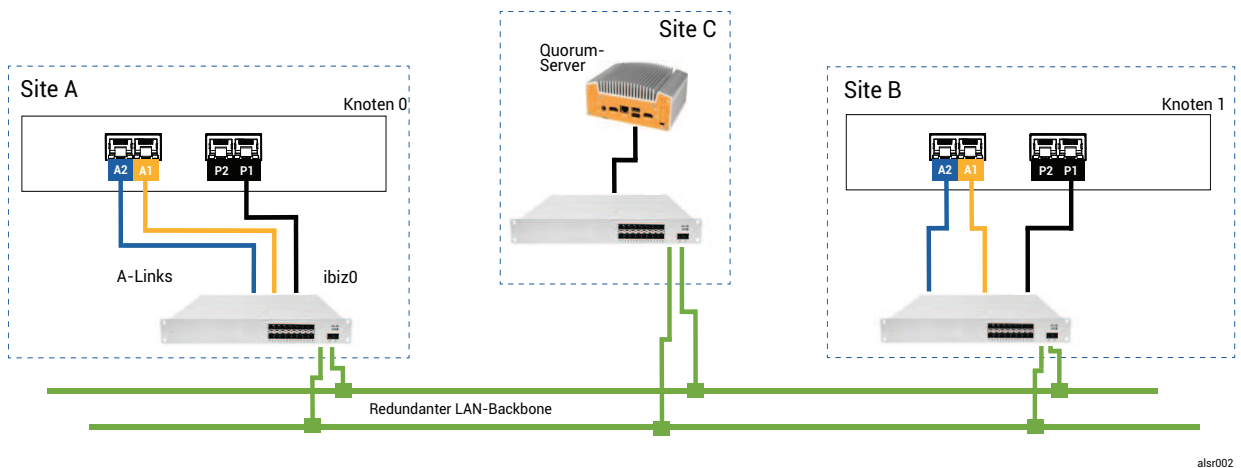 Site C
Quorum-
Server
Site A
Knoten 0
A2 A1 P2 P1
A-Links
ibiz0
Site B
Knoten 1
A2 A1 P2 P1
Redundanter LAN-Backbone
alsr002